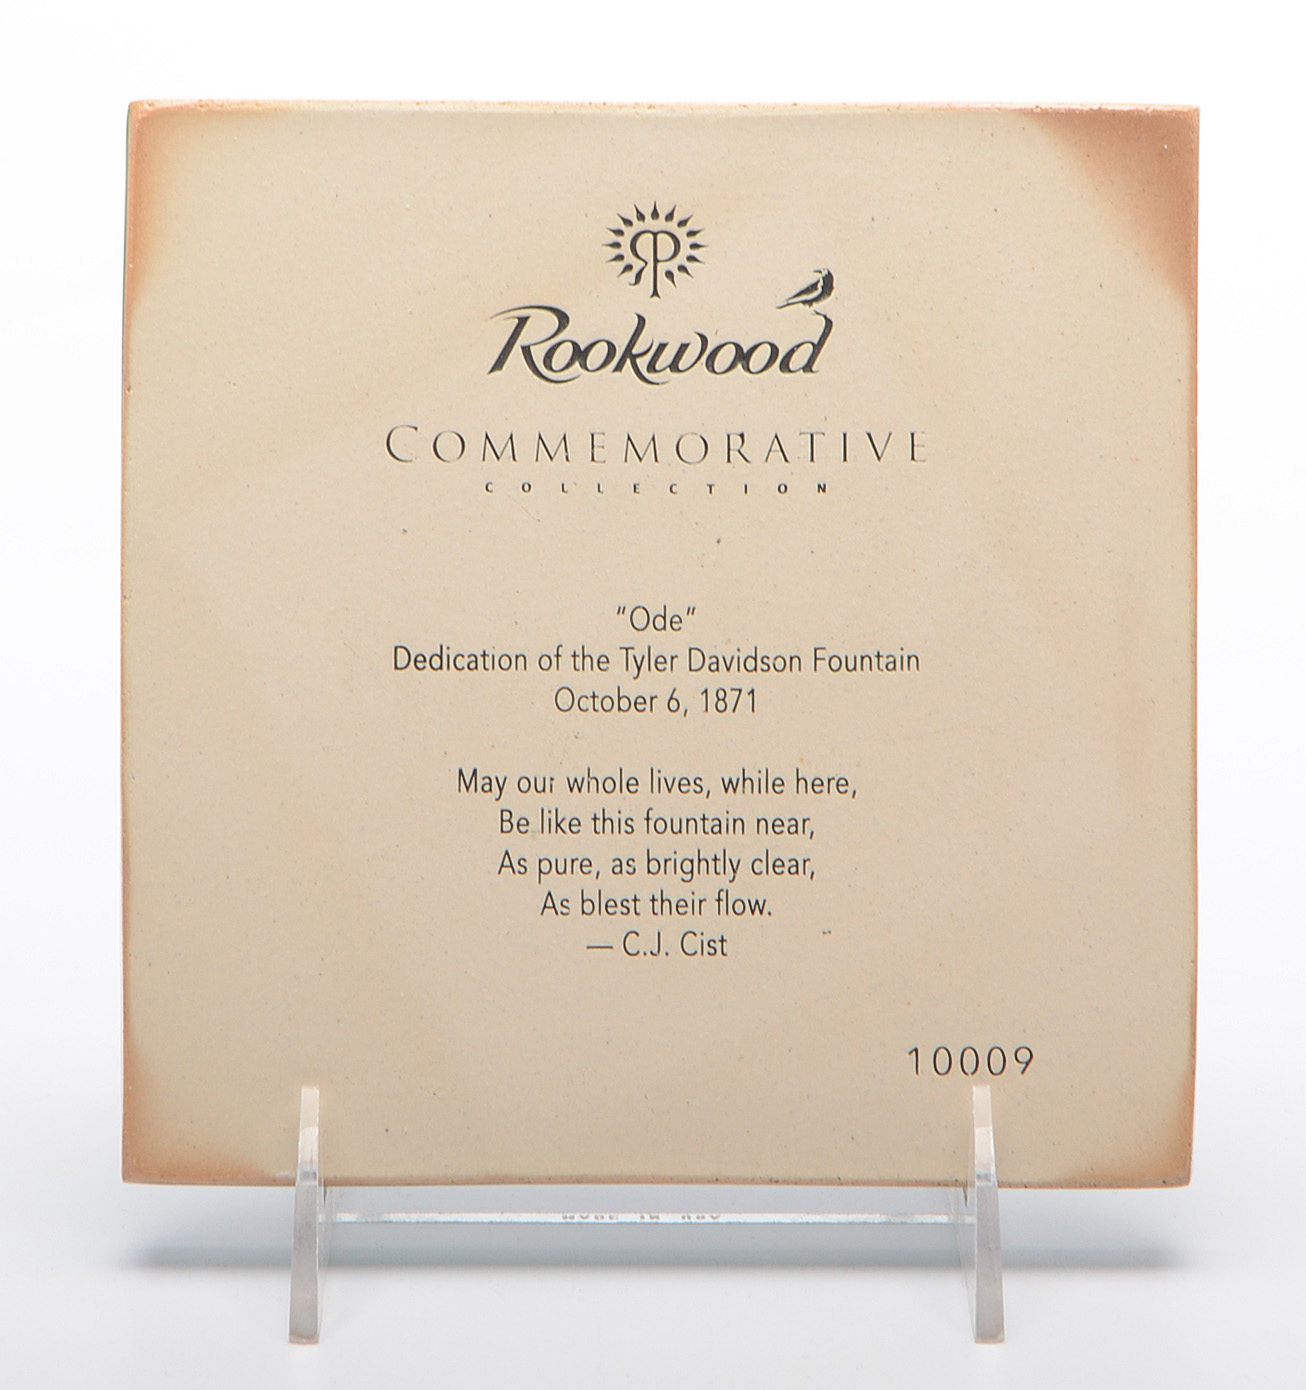 RP
Rookwood
COMMEMORATIVE
COLLECTION
"Ode"
Dedication of the Tyler Davidson Fountain
October 6, 1871
May our whole lives, while here,
Be like this fountain near,
As pure, as brightly clear,
As blest their flow.
— C.J. Cist
10009